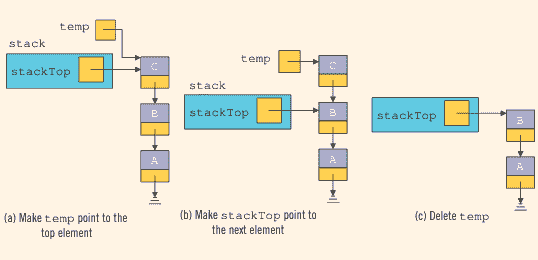 temp
stack
stackTop
C
B
A
(a) Make temp point to the
top element
temp
stack
stackTop
C
B
A
(b) Make stackTop point to
the next element
stackTop
B
A
(c) Delete temp